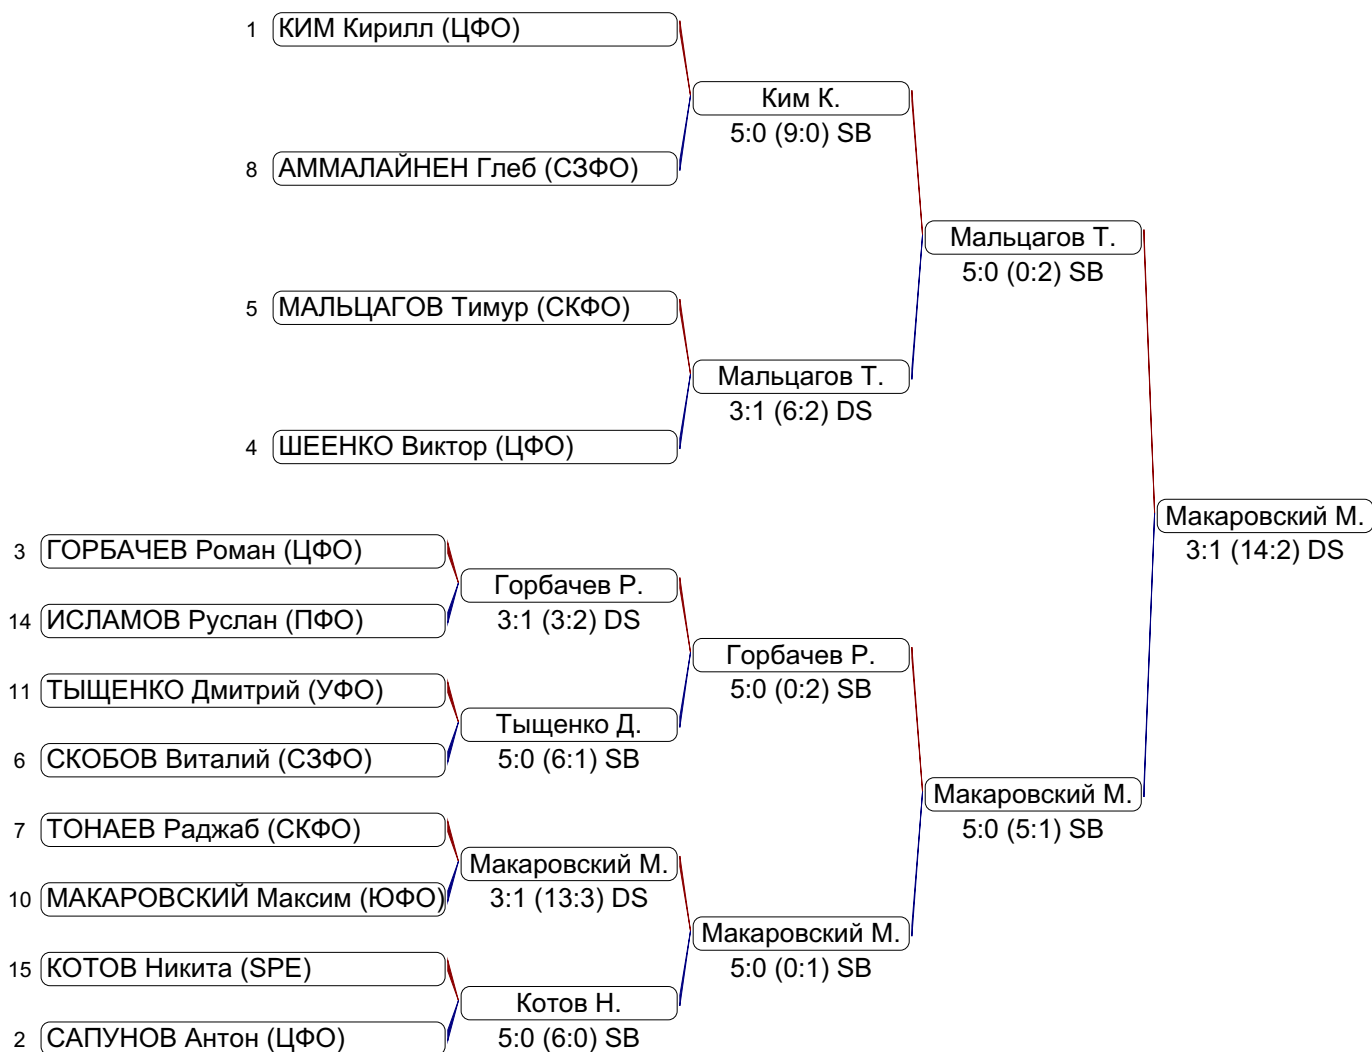 1 КИМ Кирилл (ЦФО)
Ким К.
5:0 (9:0) SB
8 АММАЛАЙНЕН Глеб (СЗФО)
Мальцагов Т.
5:0 (0:2) SB
5 МАЛЬЦАГОВ Тимур (СКФО)
Мальцагов Т.
3:1 (6:2) DS
4 ШЕЕНКО Виктор (ЦФО)
Макаровский М.
3:1 (14:2) DS
3 ГОРБАЧЕВ Роман (ЦФО)
Горбачев Р.
3:1 (3:2) DS
14 ИСЛАМОВ Руслан (ПФО)
Горбачев Р.
5:0 (0:2) SB
11 ТЫЩЕНКО Дмитрий (УФО)
Тыщенко Д.
5:0 (6:1) SB
6 СКОБОВ Виталий (СЗФО)
Макаровский М.
5:0 (5:1) SB
7 ТОНАЕВ Раджаб (СКФО)
Макаровский М.
3:1 (13:3) DS
10 МАКАРОВСКИЙ Максим (ЮФО)
Макаровский М.
5:0 (0:1) SB
15 КОТОВ Никита (SPE)
Котов Н.
5:0 (6:0) SB
2 САПУНОВ Антон (ЦФО)